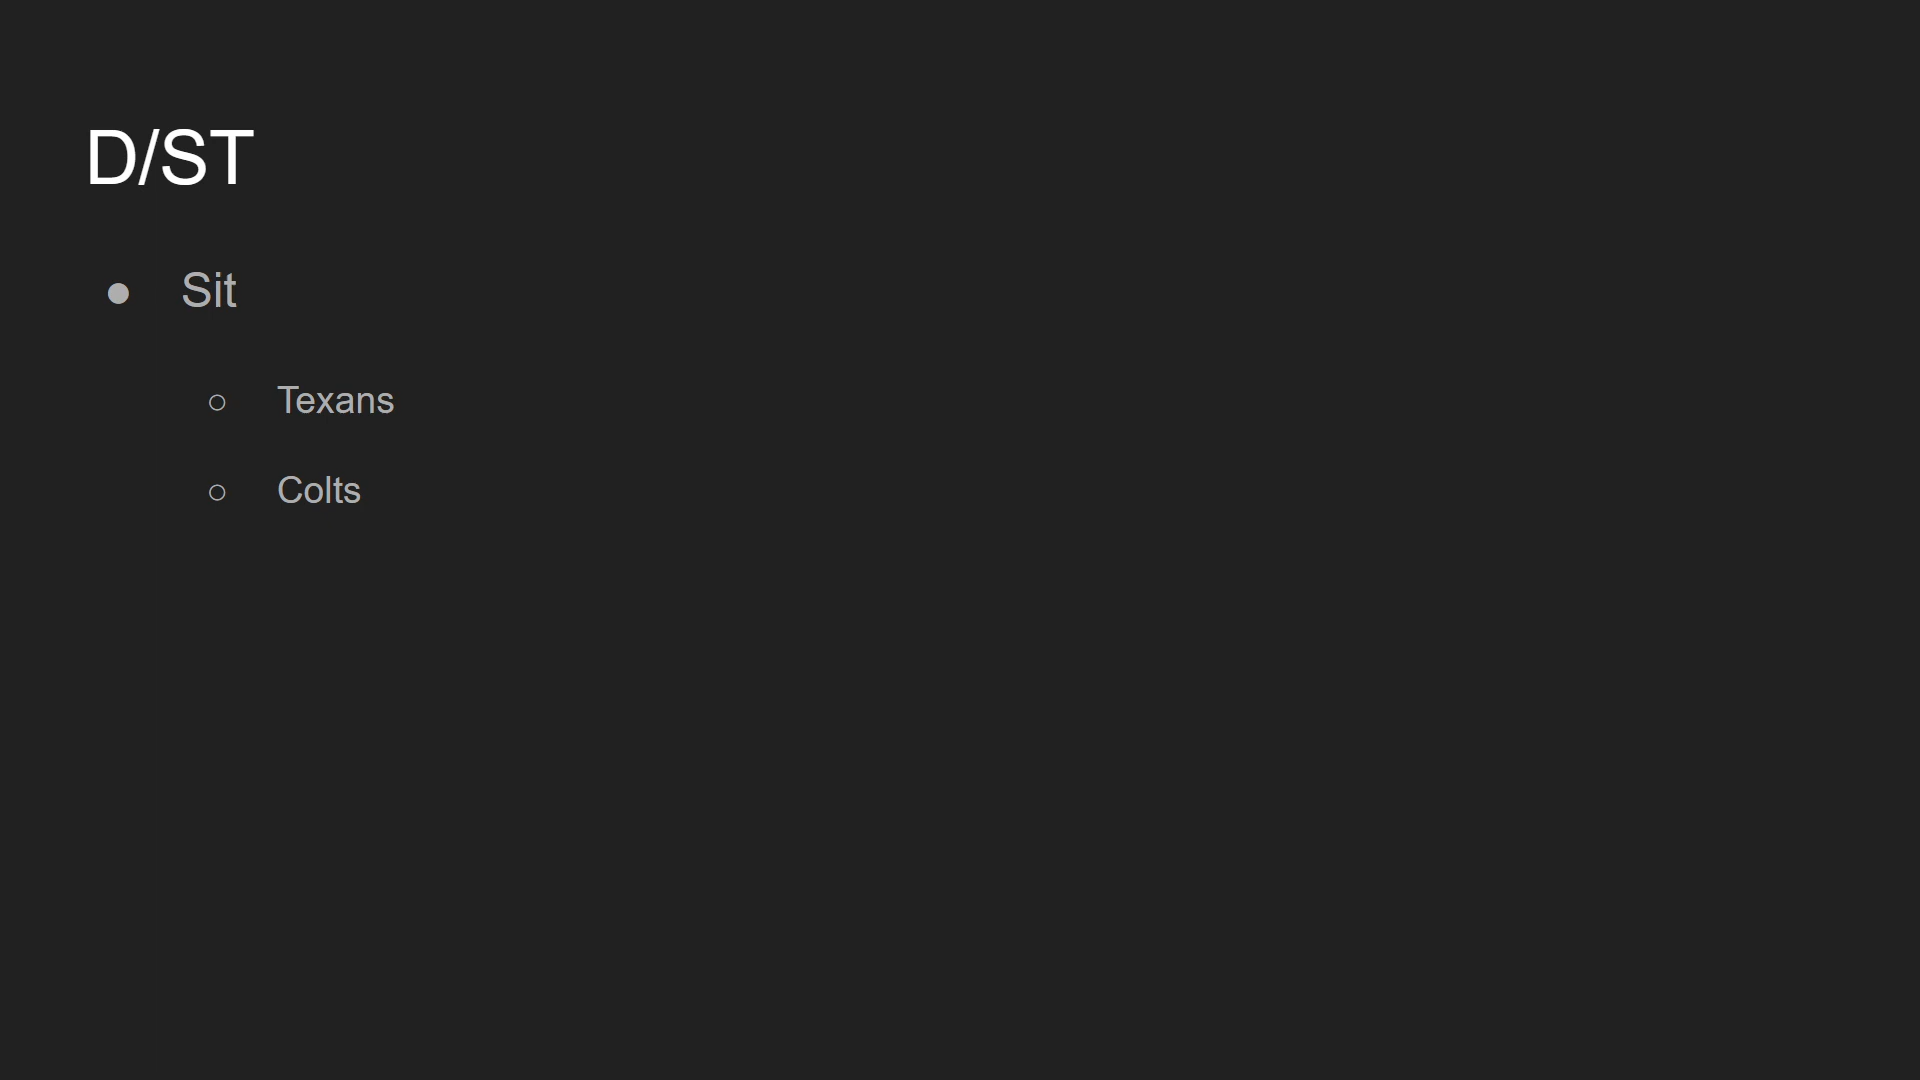 D/ST
● Sit
○ Texans
○ Colts